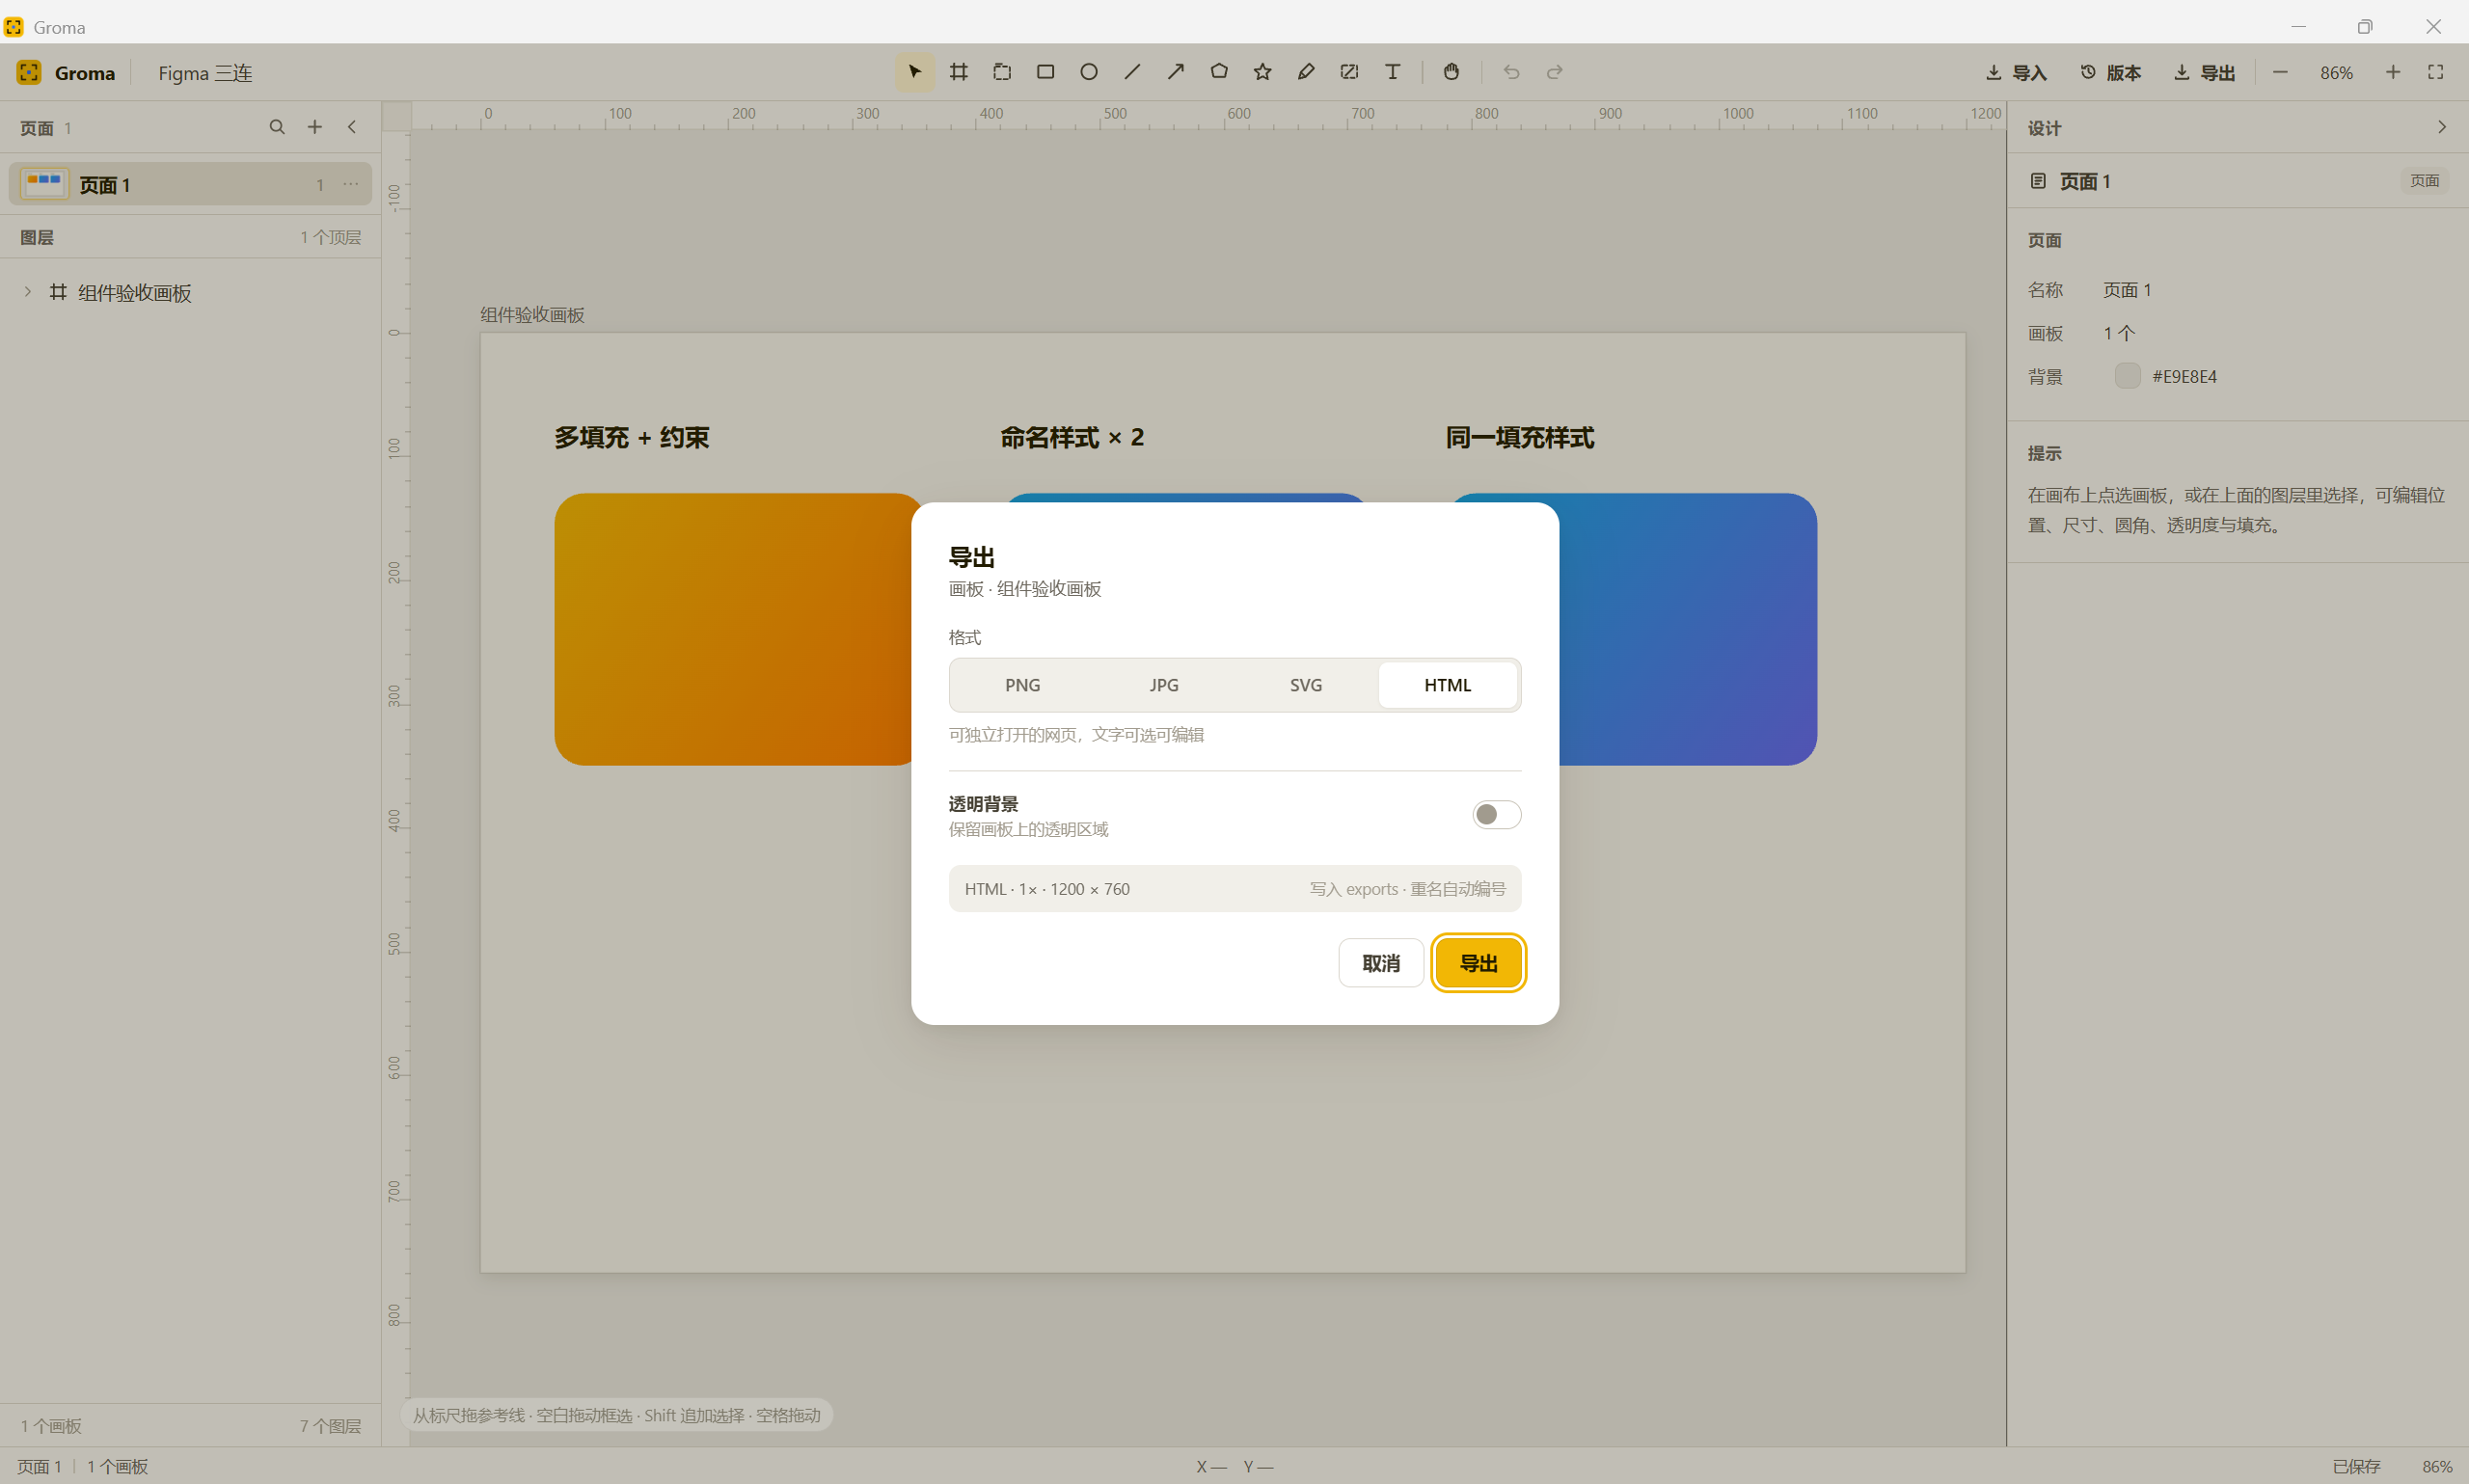 Groma
Groma
Figma 三连
导入
版本
导出
86%
页面 1
页面 1
1
图层
1 个顶层
组件验收画板
1 个画板
7 个图层
0 100 200 300 400 500 600 700 800 900 1000 1100 1200
-100
0
100
200
300
400
500
600
700
800
组件验收画板
多填充 + 约束
命名样式 × 2
同一填充样式
导出
画板 · 组件验收画板
格式
PNG
JPG
SVG
HTML
可独立打开的网页，文字可选可编辑
透明背景
保留画板上的透明区域
HTML · 1× · 1200 × 760
写入 exports · 重名自动编号
取消
导出
从标尺拖参考线 · 空白拖动框选 · Shift 追加选择 · 空格拖动
设计
页面 1
页面
页面
名称 页面 1
画板 1 个
背景 #E9E8E4
提示
在画布上点选画板，或在上面的图层里选择，可编辑位
置、尺寸、圆角、透明度与填充。
页面 1
1 个画板
X — Y —
已保存
86%